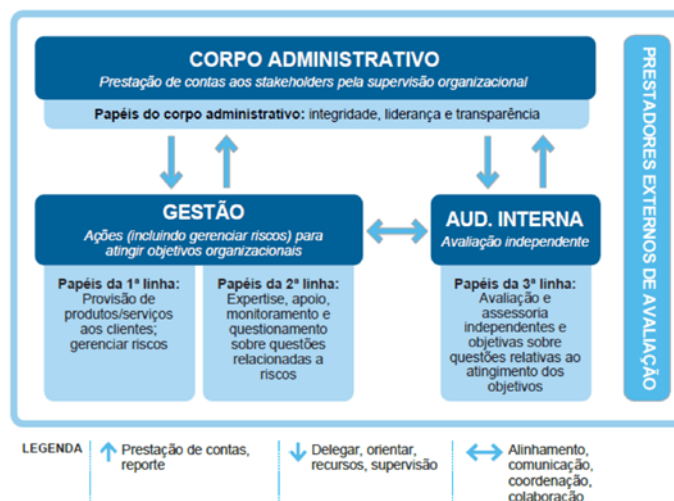 CORPO ADMINISTRATIVO
Prestação de contas aos stakeholders pela supervisão organizacional
Papéis do corpo administrativo: integridade, liderança e transparência
GESTÃO
Ações (incluindo gerenciar riscos) para
atingir objetivos organizacionais
Papéis da 1ª linha:
Provisão de
produtos/serviços
aos clientes;
gerenciar riscos
Papéis da 2ª linha:
Expertise, apoio,
monitoramento e
questionamento
sobre questões
relacionadas a
riscos
AUD. INTERNA
Avaliação independente
Papéis da 3ª linha:
Avaliação e
assessoria
independentes e
objetivas sobre
questões relativas ao
atingimento dos
objetivos
PRESTADORES EXTERNOS DE AVALIAÇÃO
LEGENDA
Prestação de contas,
reporte
Delegar, orientar,
recursos, supervisão
Alinhamento,
comunicação,
coordenação,
colaboração